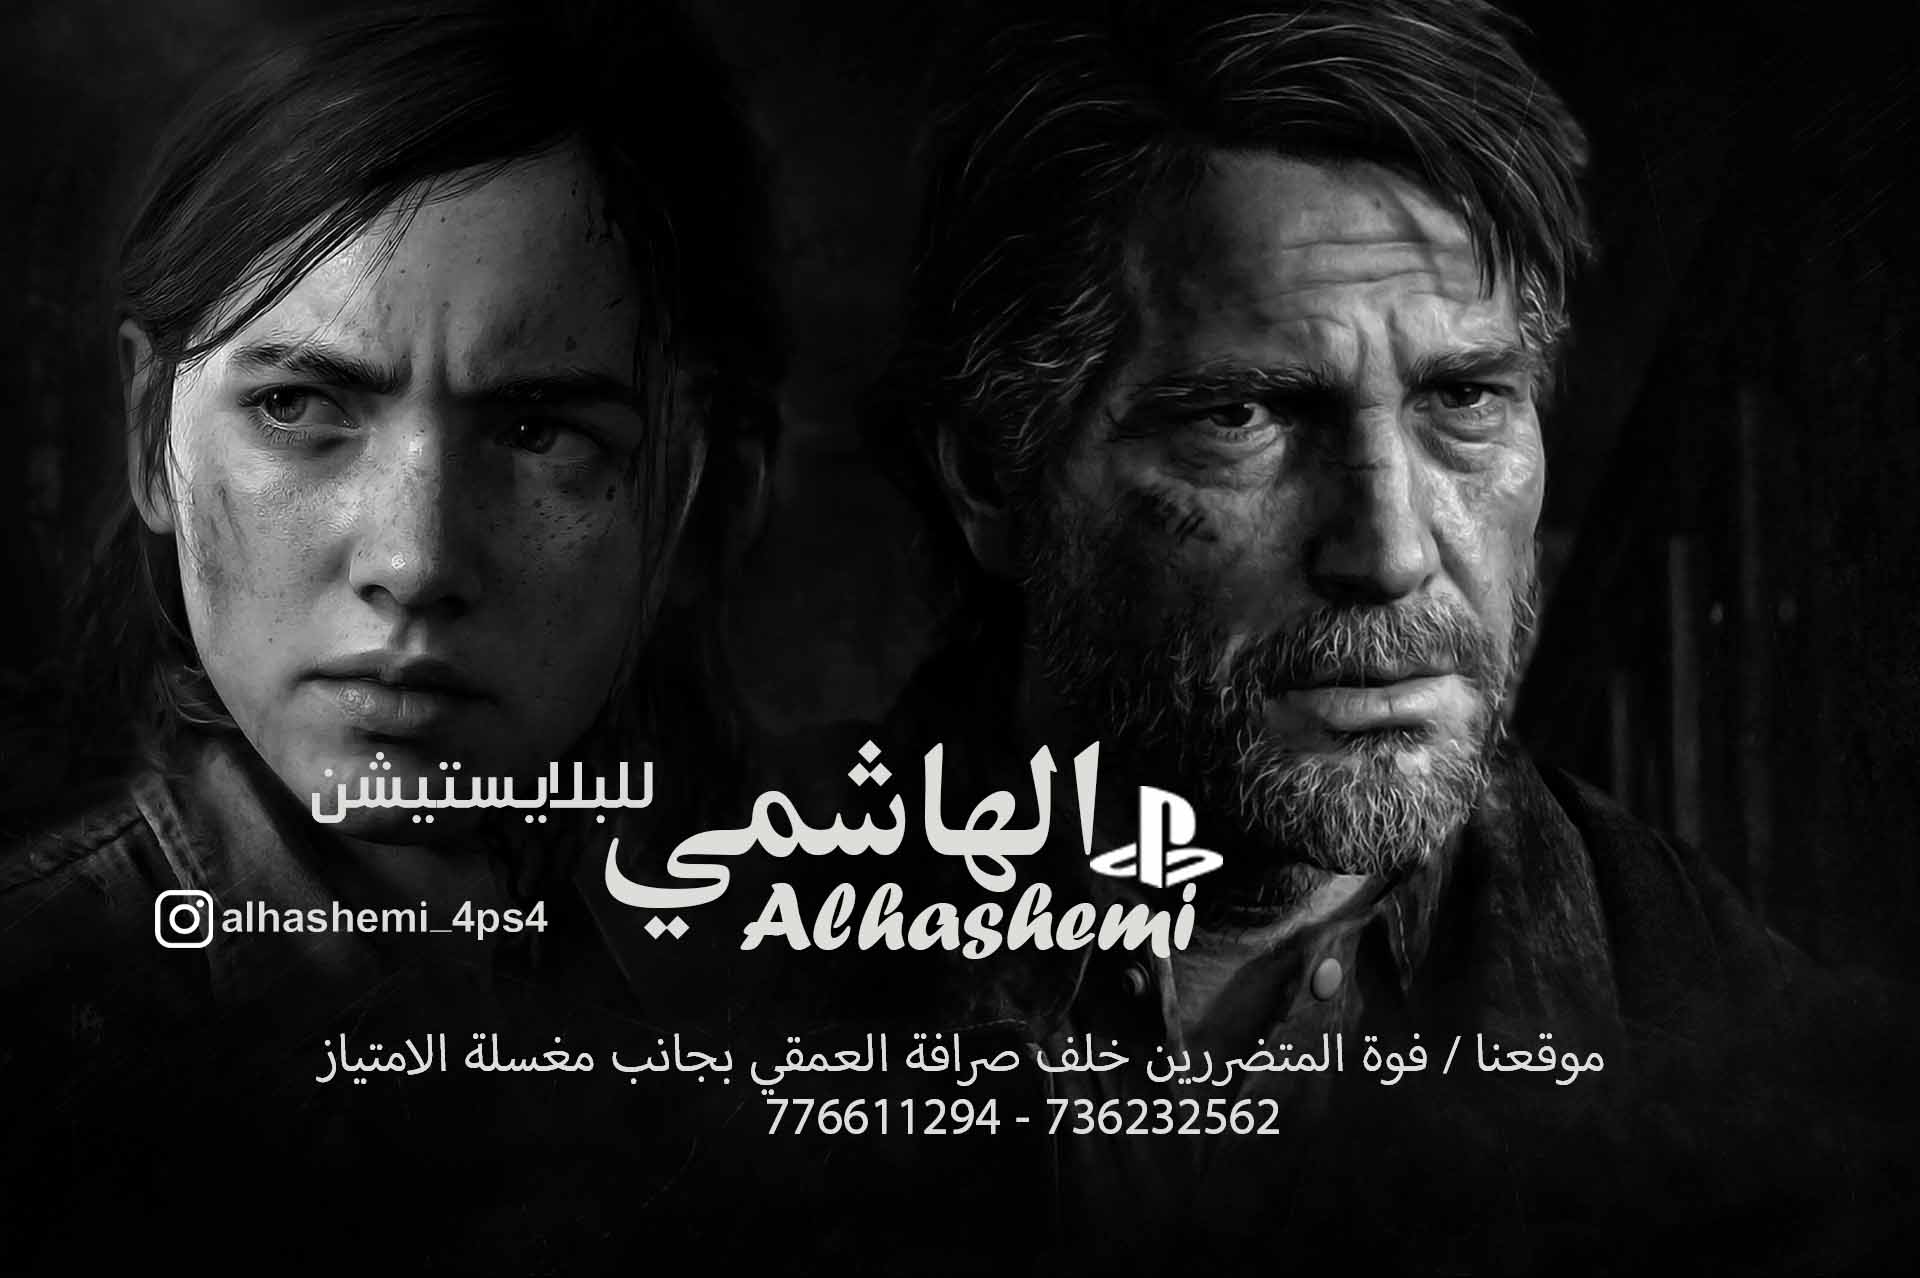 الهاشمي للبلايستيشن
Alhashemi
alhashemi_4ps4
موقعنا / فوة المتضررين خلف صرافة العمقي بجانب مغسلة الامتياز
776611294 - 736232562